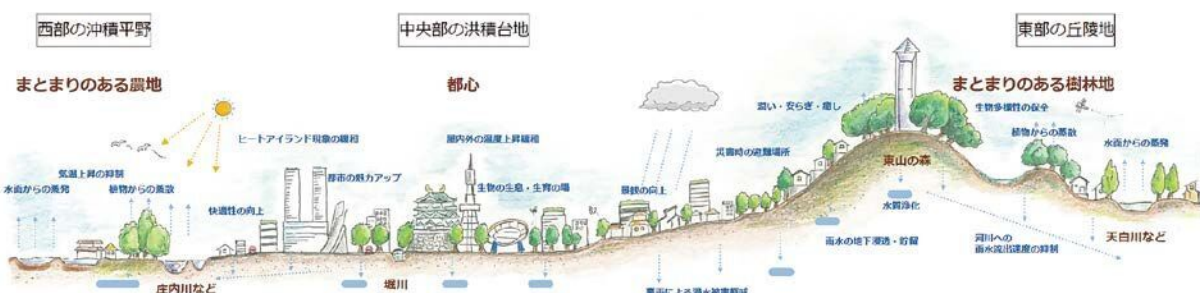 西部の沖積平野
中央部の洪積台地
東部の丘陵地
まとまりのある農地
都心
まとまりのある樹林地
潤い・安らぎ・癒し
生物多様性の保全
ヒートアイランド現象の緩和
屋内外の温度上昇緩和
植物からの蒸散
水面からの蒸発
災害時の避難場所
東山の森
気温上昇の抑制
都市の魅力アップ
水面からの蒸発
植物からの蒸散
生物の生息・生育の場
景観の向上
快適性の向上
水質浄化
雨水の地下浸透・貯留
河川への
雨水流出速度の抑制
天白川など
庄内川など
堀川